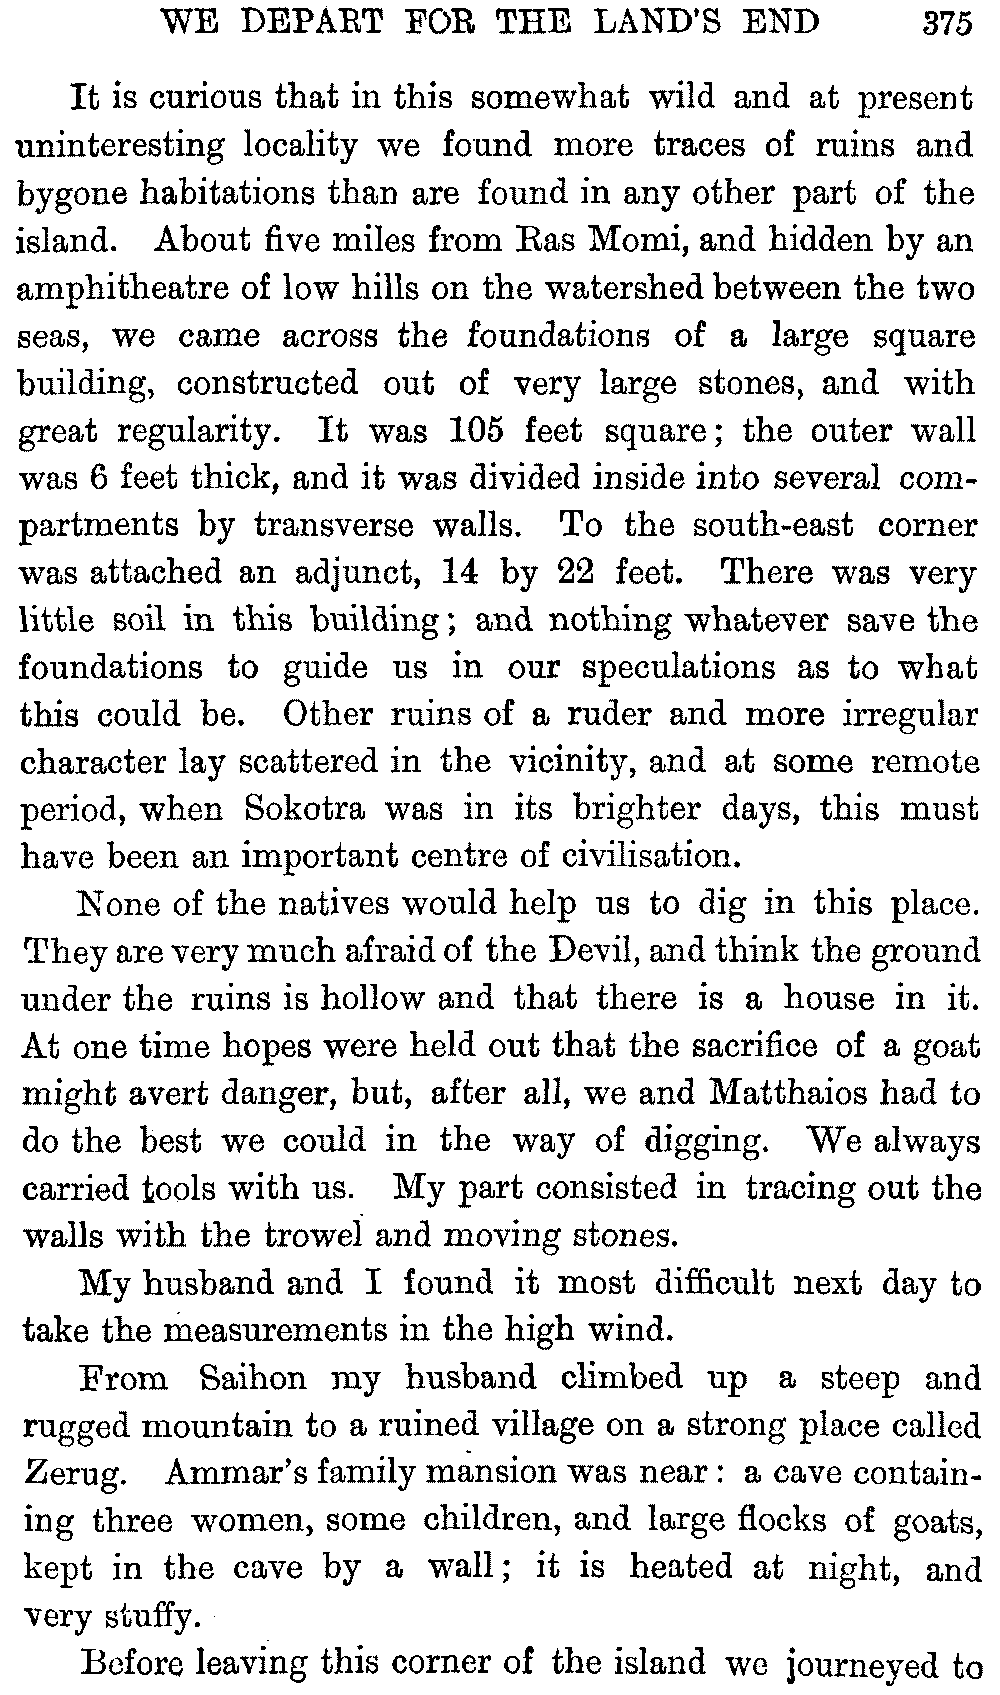 WE DEPART FOR THE LAND'S END 375
It is curious that in this somewhat wild and at present
uninteresting locality we found more traces of ruins and
bygone habitations than are found in any other part of the
island. About five miles from Ras Momi, and hidden by an
amphitheatre of low hills on the watershed between the two
seas, we came across the foundations of a large square
building, constructed out of very large stones, and with
great regularity. It was 105 feet square; the outer wall
was 6 feet thick, and it was divided inside into several com-
partments by transverse walls. To the south-east corner
was attached an adjunct, 14 by 22 feet. There was very
little soil in this building; and nothing whatever save the
foundations to guide us in our speculations as to what
this could be. Other ruins of a ruder and more irregular
character lay scattered in the vicinity, and at some remote
period, when Sokotra was in its brighter days, this must
have been an important centre of civilisation.
None of the natives would help us to dig in this place.
They are very much afraid of the Devil, and think the ground
under the ruins is hollow and that there is a house in it.
At one time hopes were held out that the sacrifice of a goat
might avert danger, but, after all, we and Matthaios had to
do the best we could in the way of digging. We always
carried tools with us. My part consisted in tracing out the
walls with the trowel and moving stones.
My husband and I found it most difficult next day to
take the measurements in the high wind.
From Saihon my husband climbed up a steep and
rugged mountain to a ruined village on a strong place called
Zerug. Ammar's family mansion was near: a cave contain-
ing three women, some children, and large flocks of goats,
kept in the cave by a wall; it is heated at night, and
very stuffy.
Before leaving this corner of the island we journeyed to